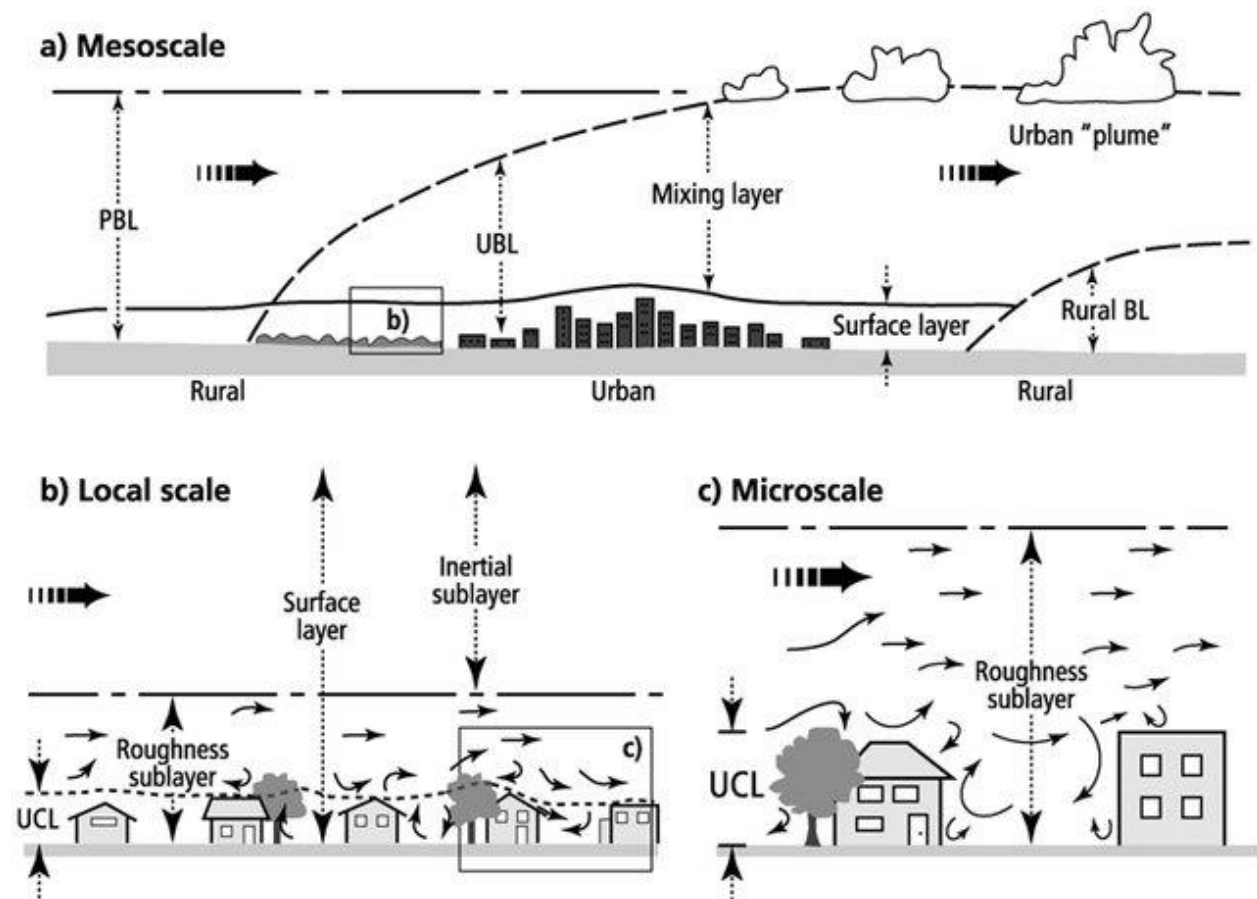 a) Mesoscale
Urban "plume"
PBL
UBL
Mixing layer
b)
Surface layer
Rural BL
Rural
Urban
Rural
b) Local scale
Inertial
sublayer
Surface
layer
Roughness
sublayer
c)
UCL
c) Microscale
Roughness
sublayer
UCL